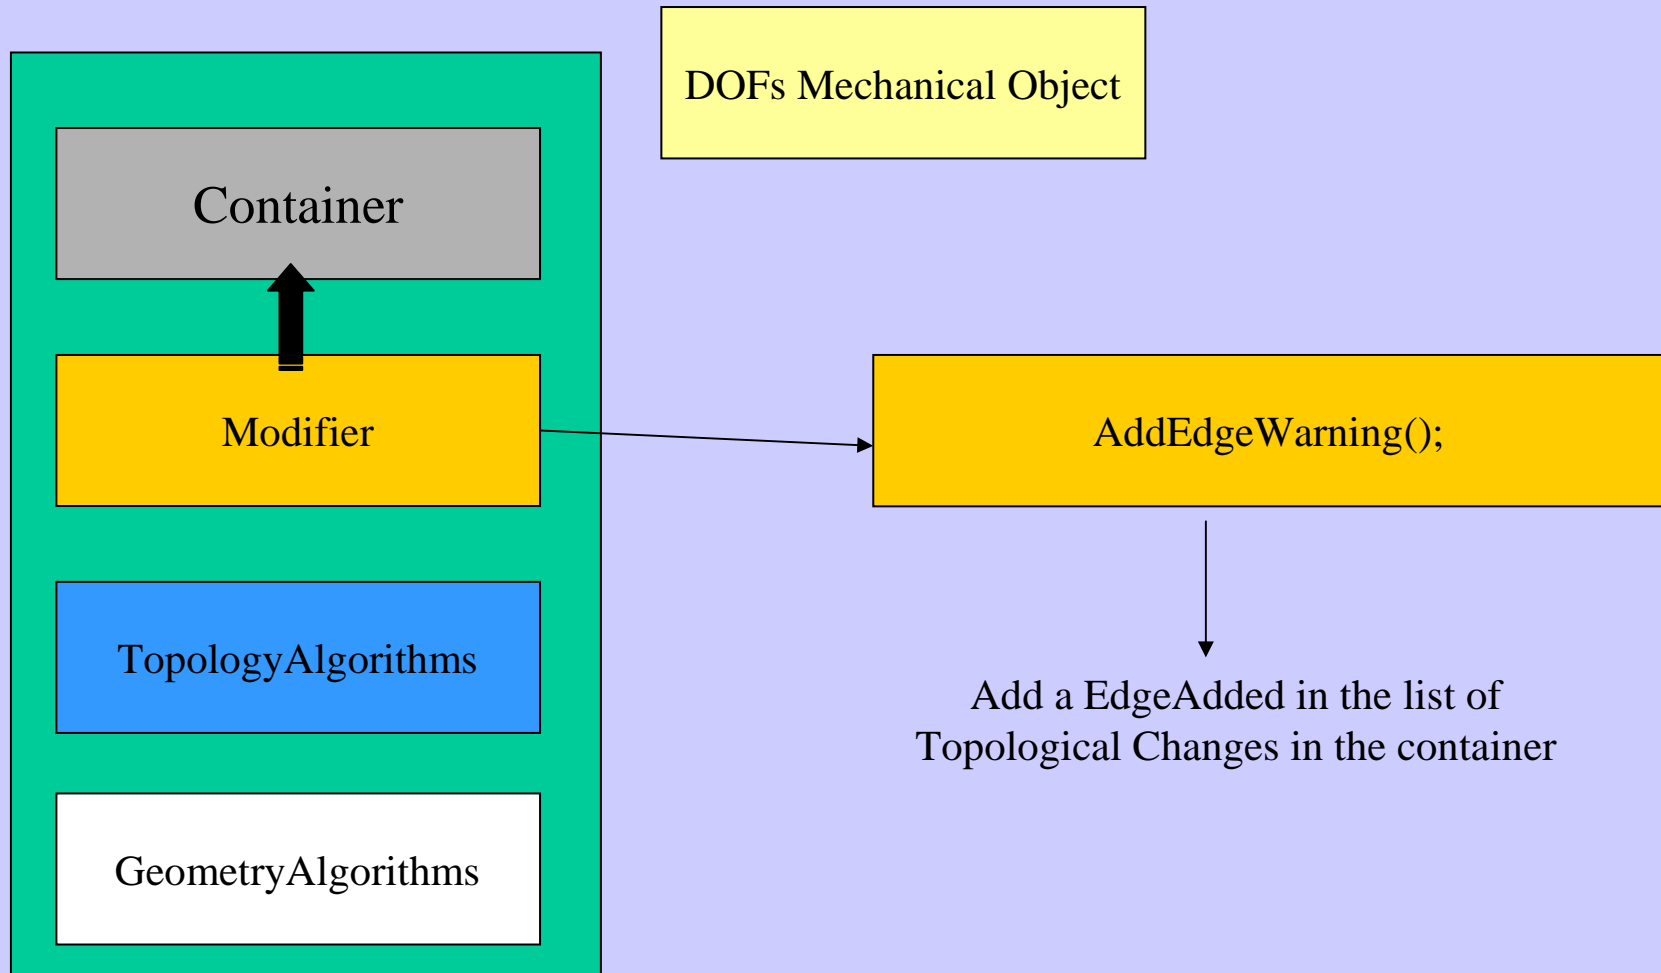 DOFs Mechanical Object
Container
Modifier
AddEdgeWarning();
TopologyAlgorithms
Add a EdgeAdded in the list of
Topological Changes in the container
GeometryAlgorithms